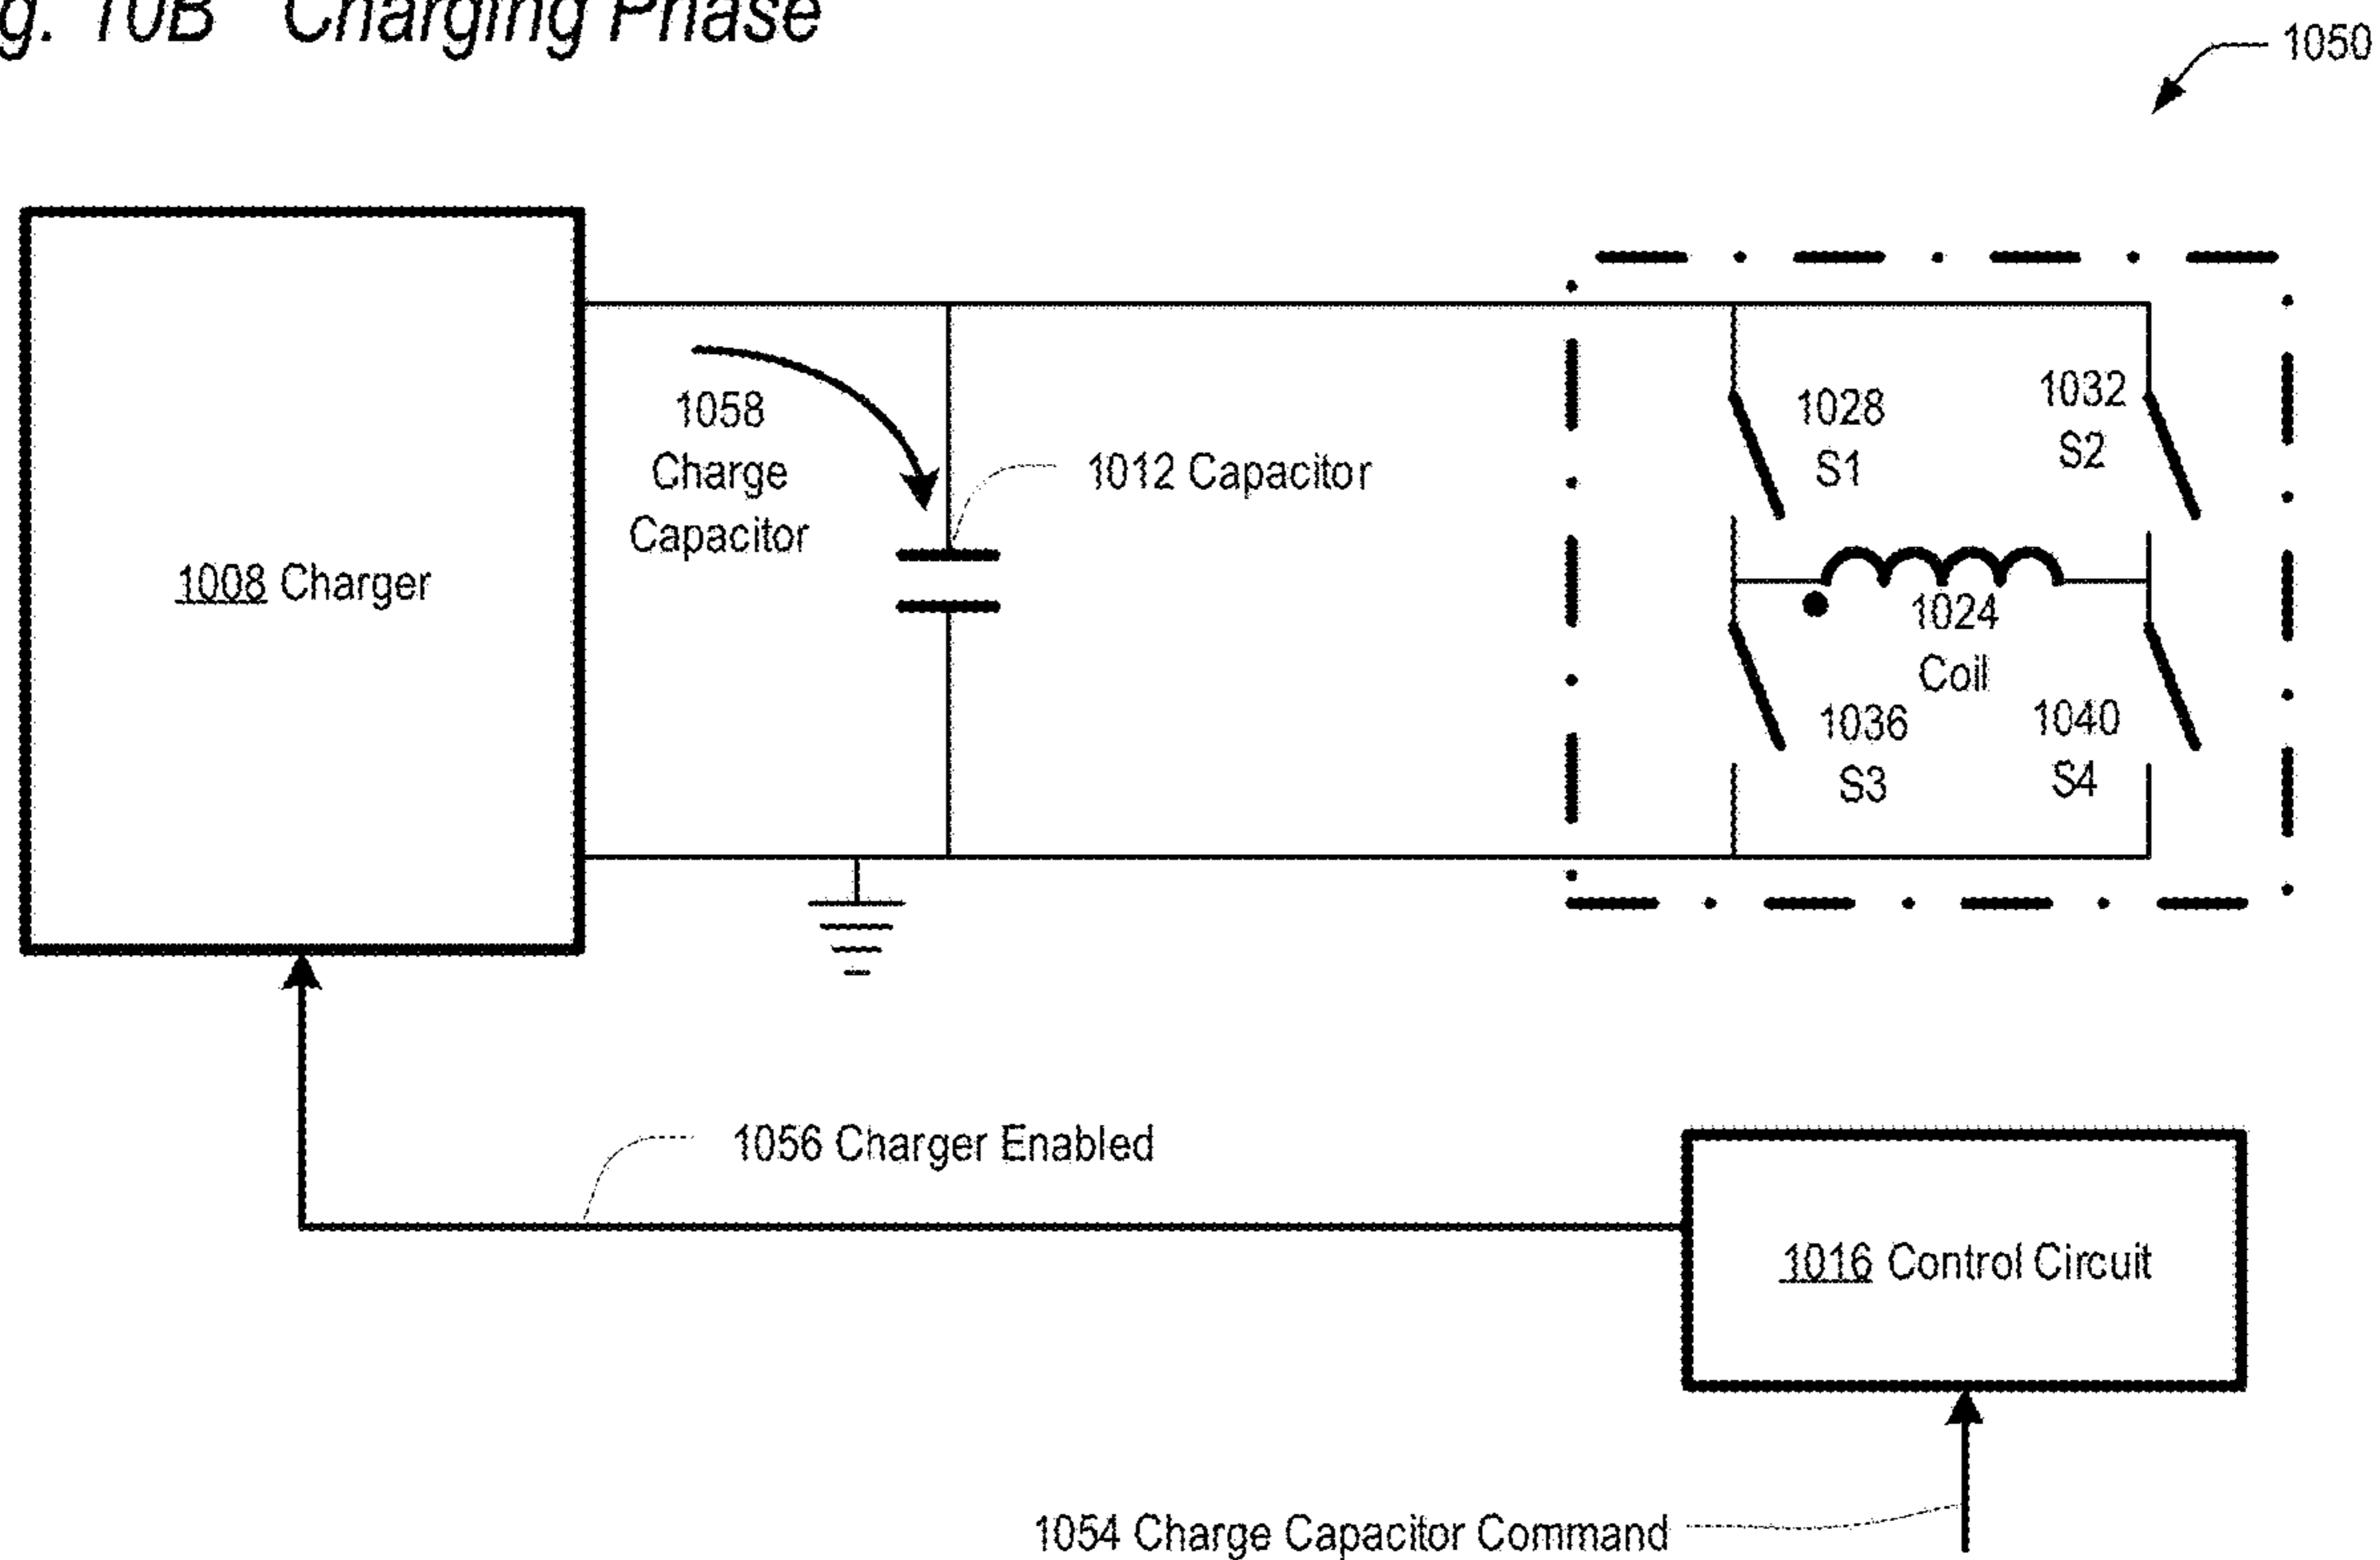 g. 10B Charging Phase
1050
1058
Charge
Capacitor
1012 Capacitor
1028
S1
1032
S2
1008 Charger
1024
Coil
1036
S3
1040
S4
1056 Charger Enabled
1016 Control Circuit
1054 Charge Capacitor Command